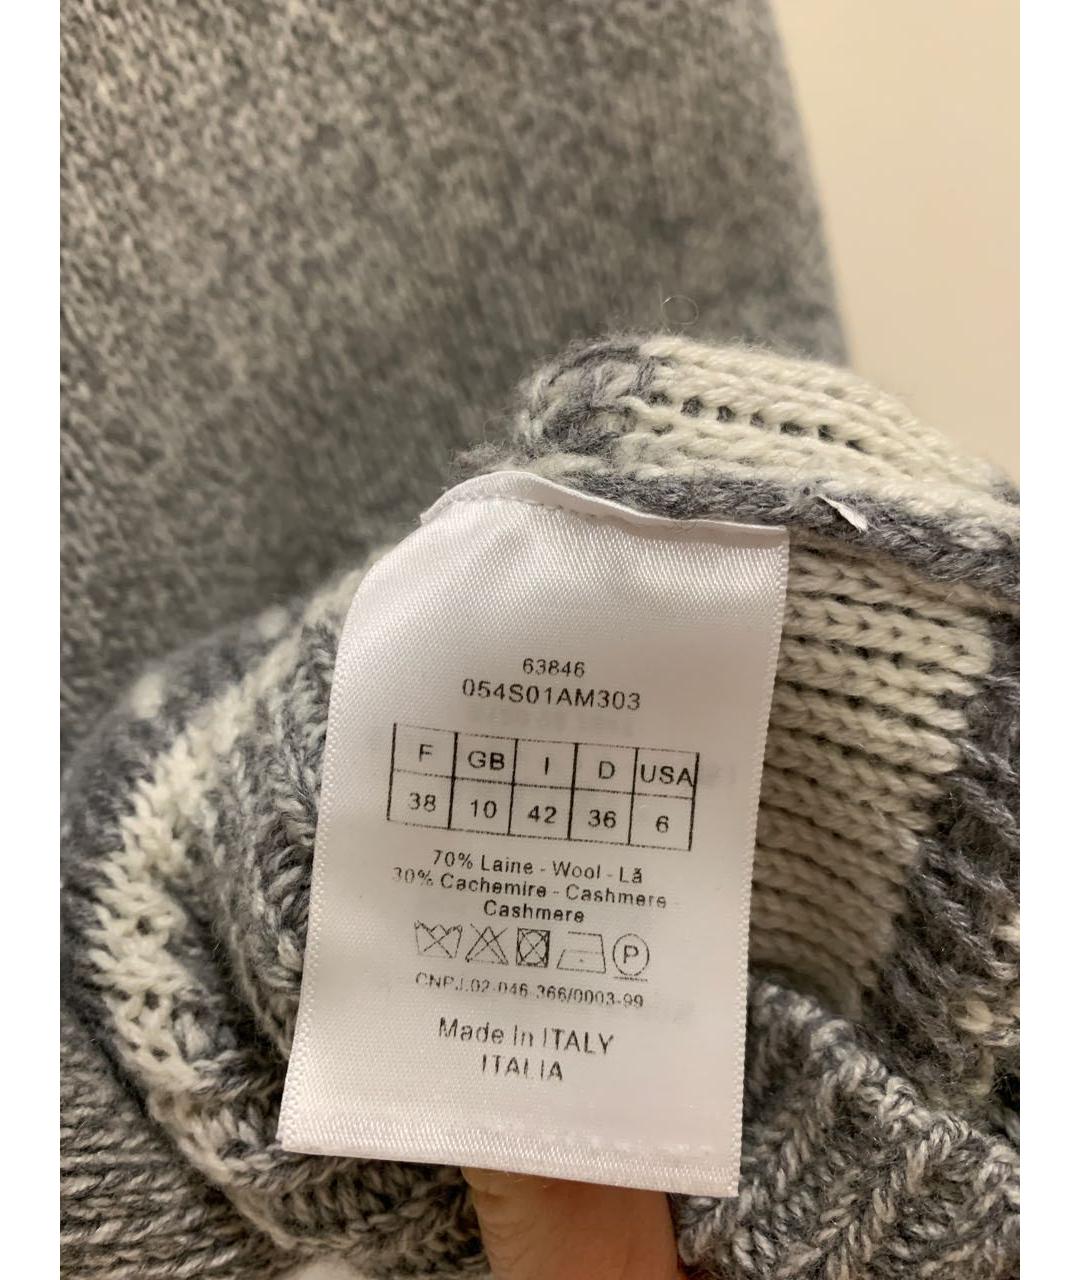 63846
054S01AM303
F GB I D USA
38 10 42 36 6
70% Laine - Wool - Lã
30% Cachemire - Cashmere
Cashmere
P
CNPJ.02-046-366/0003-99
Made In ITALY
ITALIA